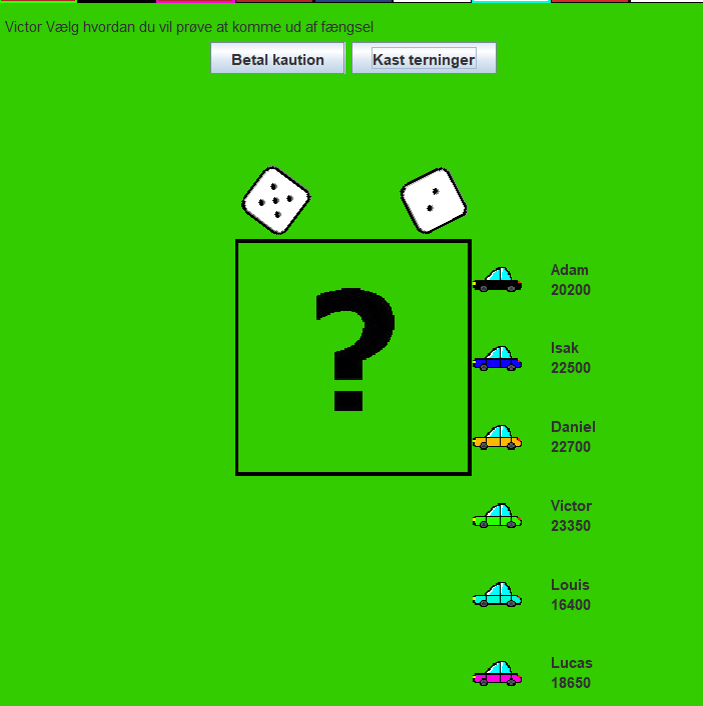 Victor Vælg hvordan du vil prøve at komme ud af fængsel
Betal kaution
Kast terninger
?
Adam
20200
Isak
22500
Daniel
22700
Victor
23350
Louis
16400
Lucas
18650